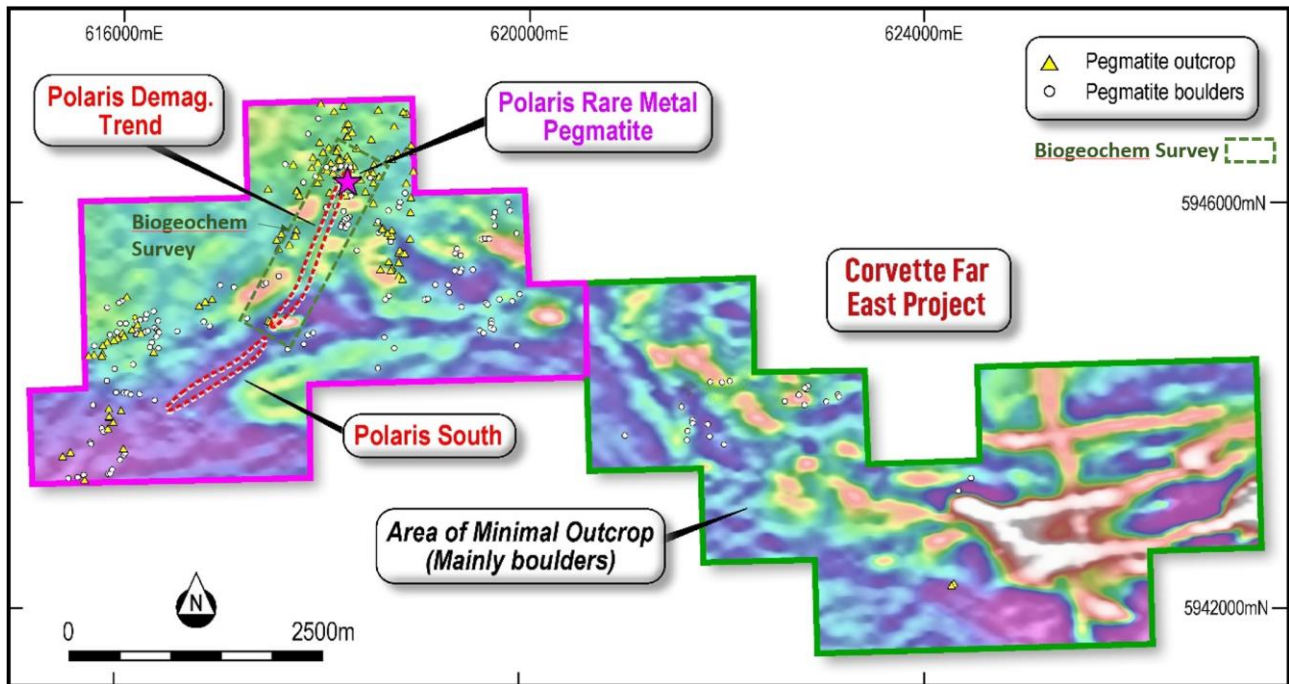 616000mE
620000mE
624000mE
Polaris Demag.
Trend
Polaris Rare Metal
Pegmatite
Pegmatite outcrop
Pegmatite boulders
Biogeochem Survey
5946000mN
Biogeochem
Survey
Corvette Far
East Project
Polaris South
Area of Minimal Outcrop
(Mainly boulders)
N
0
2500m
5942000mN